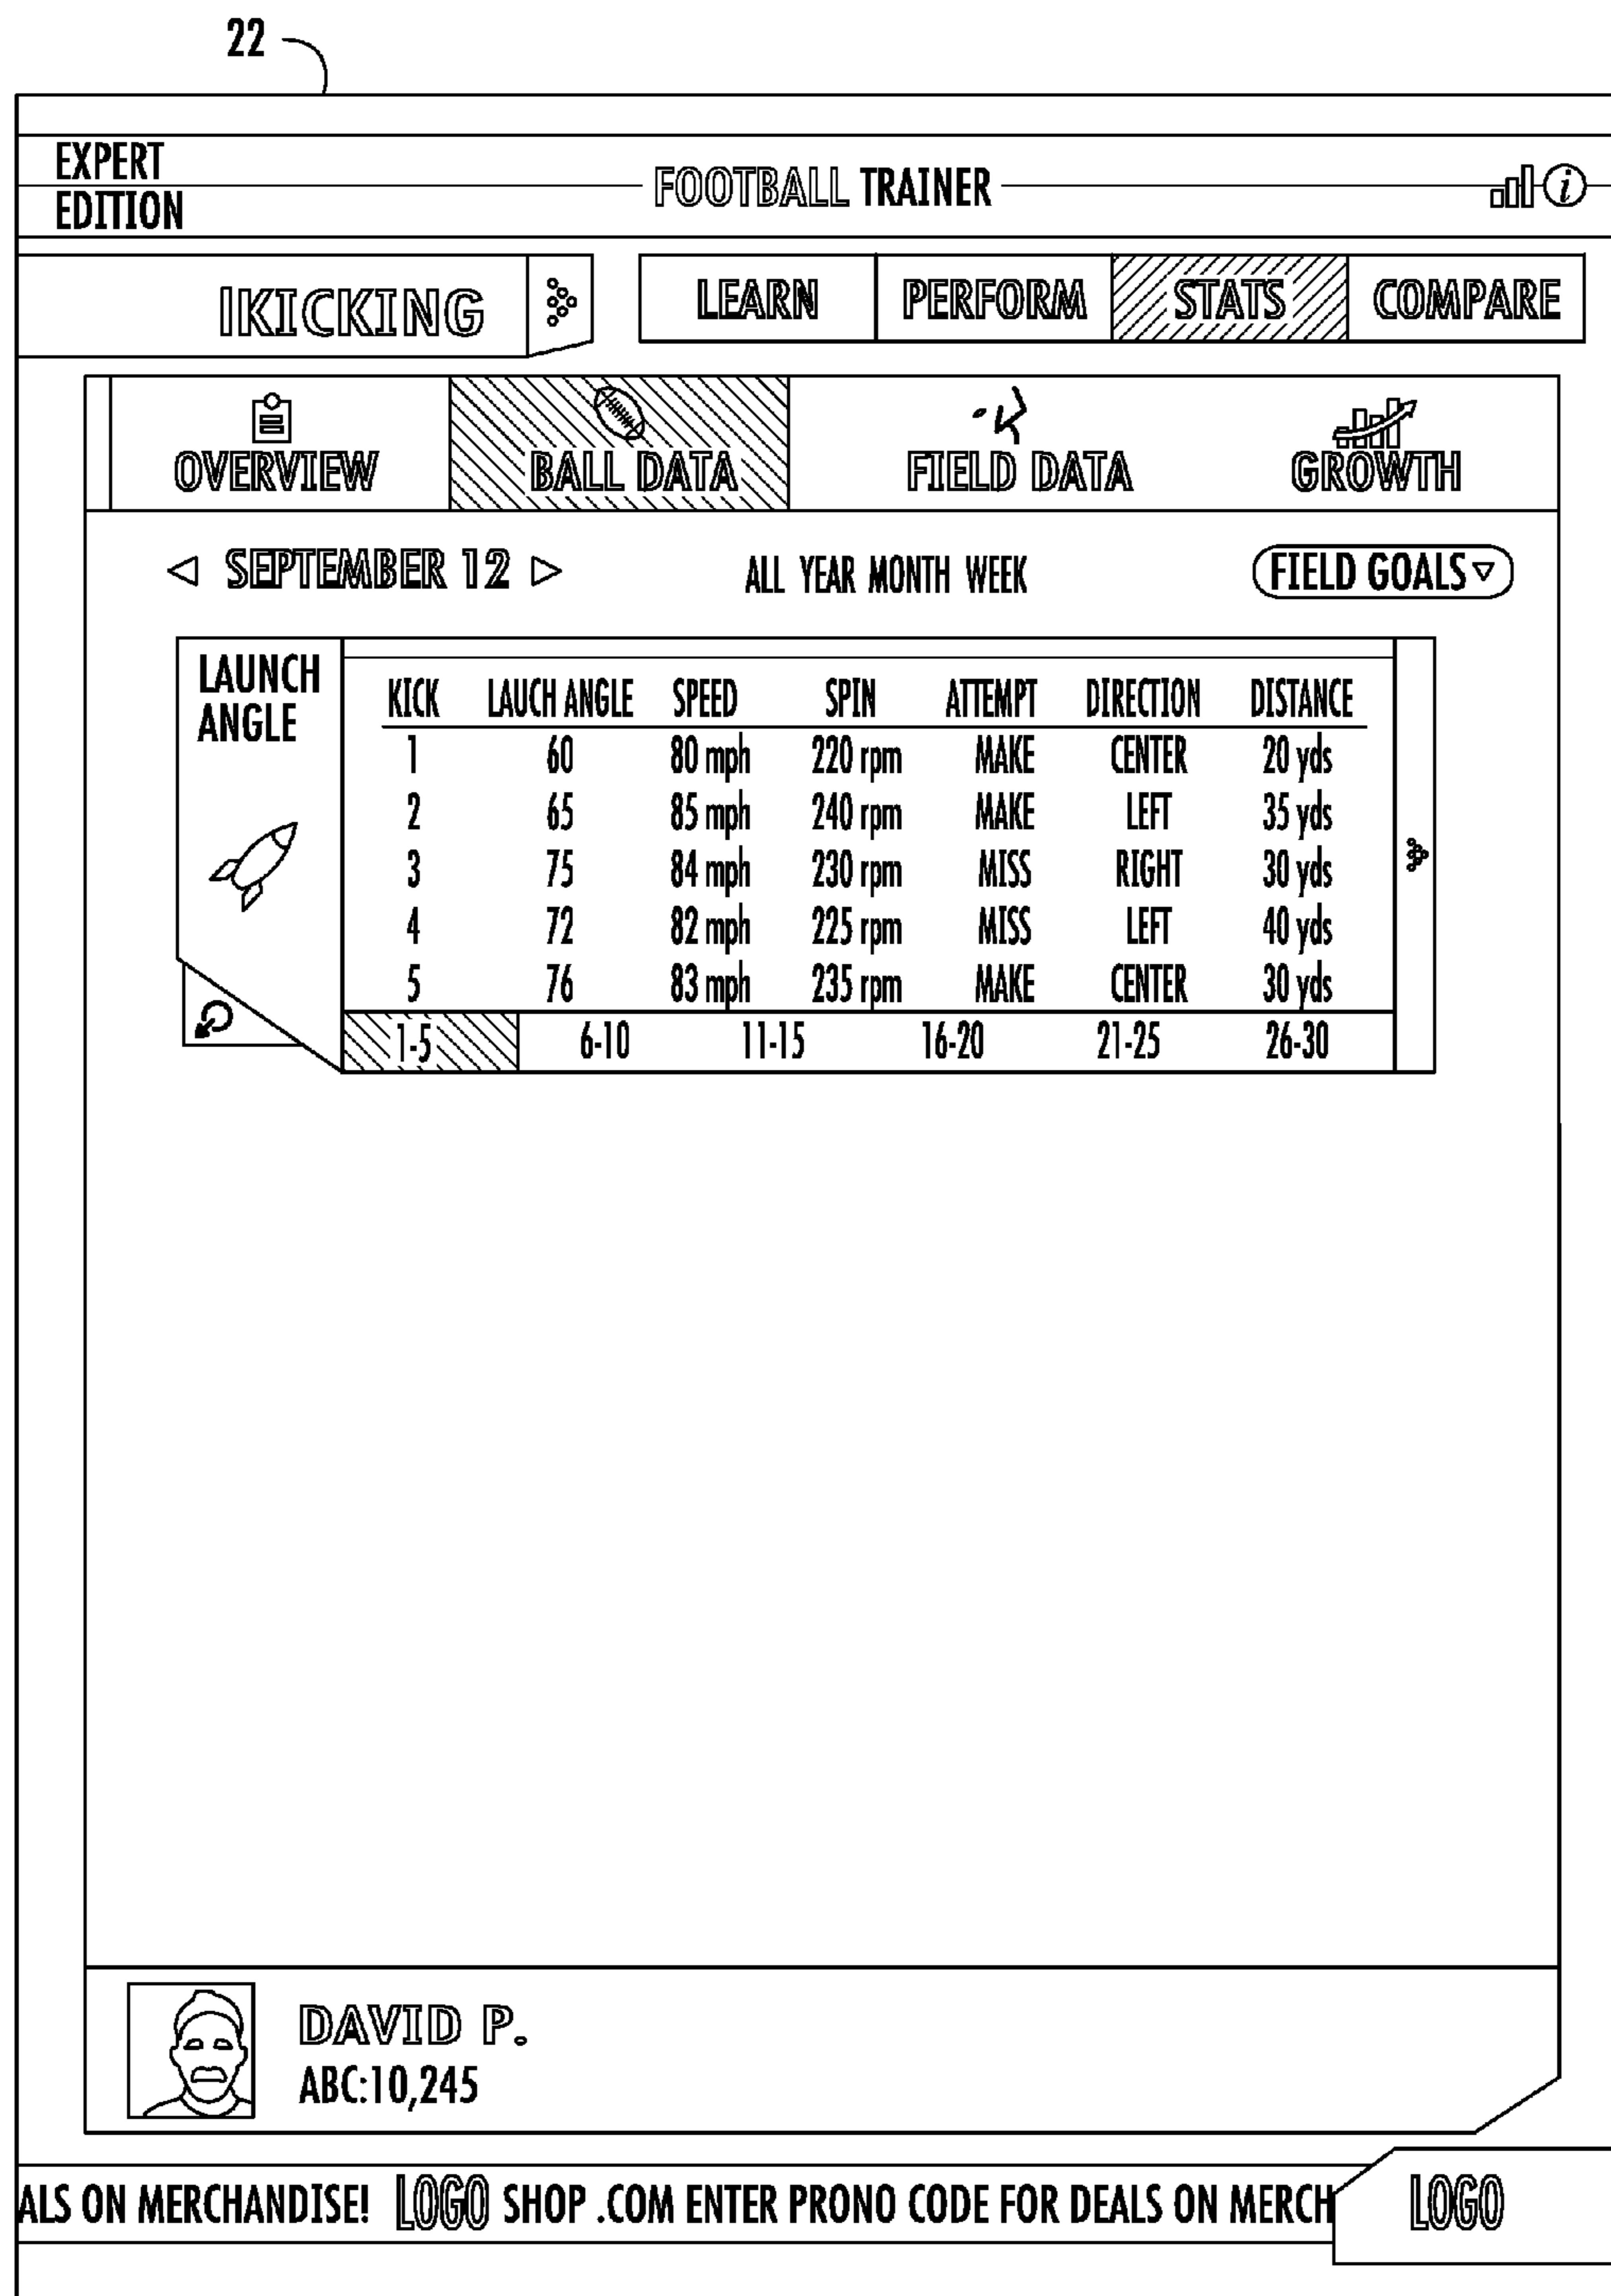 22
EXPERT
EDITION
FOOTBALL TRAINER
i
KICKING
LEARN PERFORM STATS COMPARE
OVERVIEW BALL DATA FIELD DATA GROWTH
SEPTEMBER 12
ALL YEAR MONTH WEEK
FIELD GOALS
LAUNCH
ANGLE
KICK LAUCH ANGLE SPEED SPIN ATTEMPT DIRECTION DISTANCE
1 60 80 mph 220 rpm MAKE CENTER 20 yds
2 65 85 mph 240 rpm MAKE LEFT 35 yds
3 75 84 mph 230 rpm MISS RIGHT 30 yds
4 72 82 mph 225 rpm MISS LEFT 40 yds
5 76 83 mph 235 rpm MAKE CENTER 30 yds
1-5 6-10 11-15 16-20 21-25 26-30
DAVID P.
ABC:10,245
ALS ON MERCHANDISE! LOGO SHOP .COM ENTER PRONO CODE FOR DEALS ON MERCH
LOGO